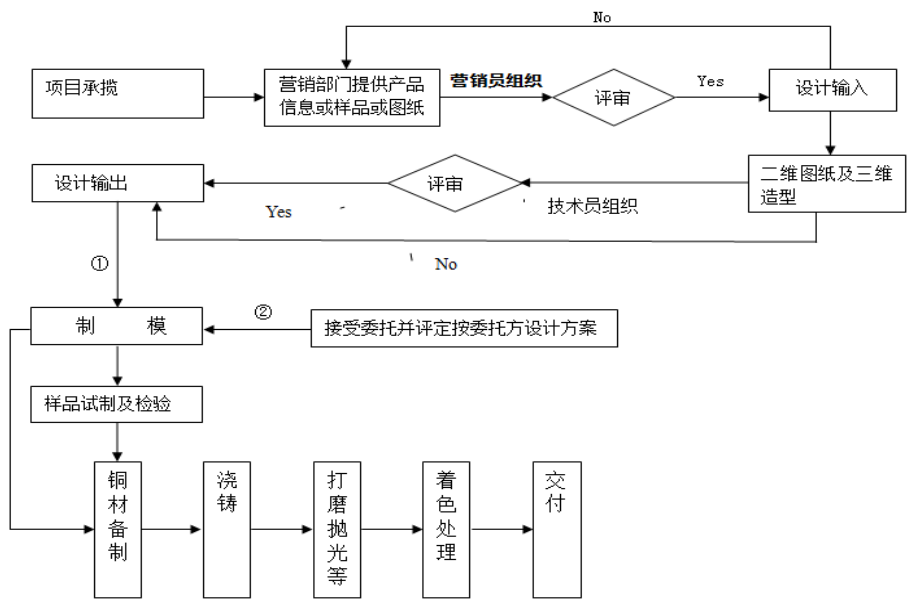 No
项目承揽
营销部门提供产品
信息或样品或图纸
营销员组织
评审
Yes
设计输入
设计输出
评审
二维图纸及三维
造型
Yes
技术员组织
No
①
制 模
②
接受委托并评定按委托方设计方案
样品试制及检验
铜材备制
浇铸
打磨抛光等
着色处理
交付